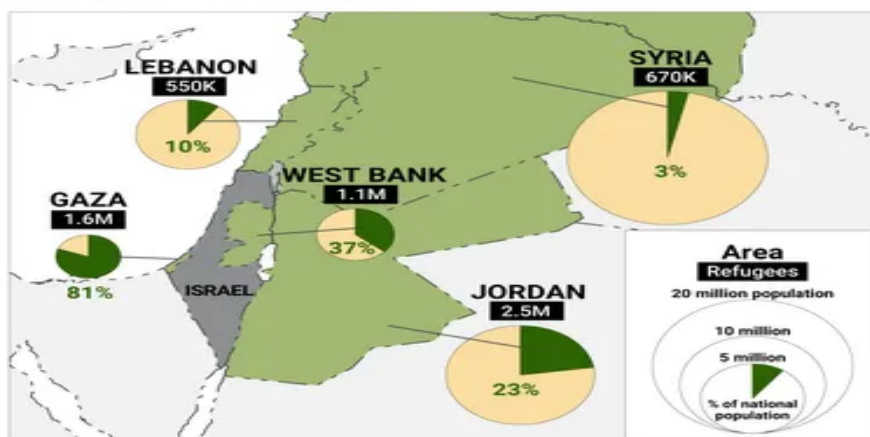 LEBANON
550K
10%
SYRIA
670K
3%
WEST BANK
1.1M
37%
GAZA
1.6M
81%
ISRAEL
JORDAN
2.5M
23%
Area
Refugees
20 million population
10 million
5 million
% of national
population